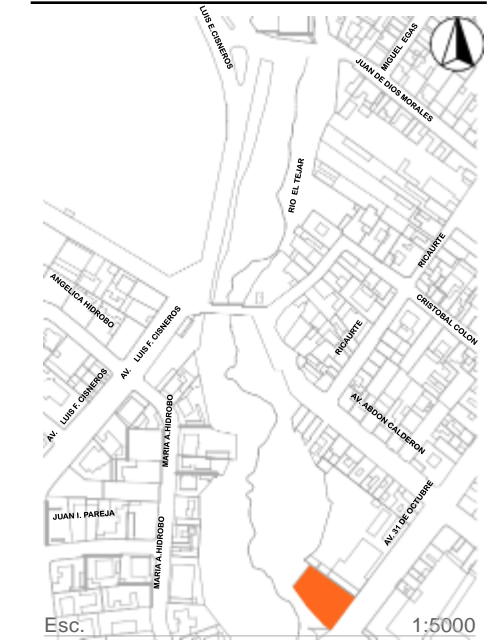 LUIS E.CISNEROS
MIGUEL EGAS
JUAN DE DIOS MORALES
RIO EL TEJAR
RICAURTE
ANGELICA HIDROBO
CRISTOBAL COLON
AV. LUIS F. CISNEROS
RICAURTE
AV. LUIS F. CISNEROS
MARIA A.HIDROBO
AV. ABDON CALDERON
JUAN I. PAREJA
AV. 31 DE OCTUBRE
MARIA A.HIDROBO
Esc. 1:5000